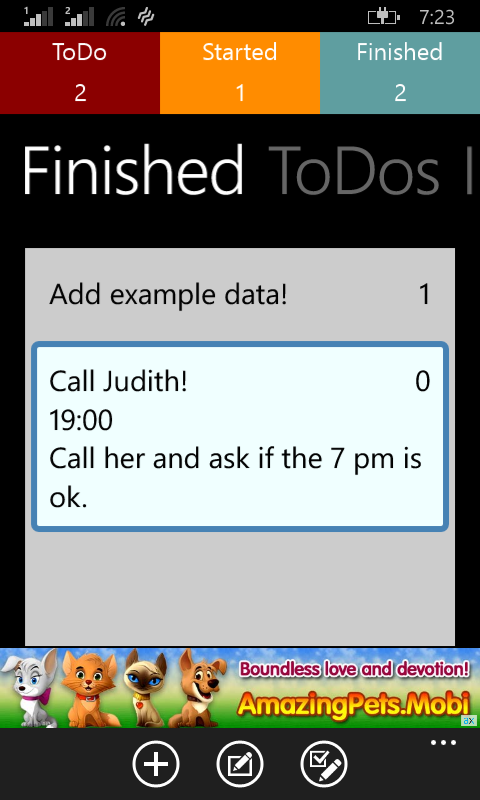 1 2 7:23
ToDo Started Finished
2 1 2
Finished ToDos I
Add example data! 1
Call Judith! 0
19:00
Call her and ask if the 7 pm is
ok.
Boundless love and devotion!
AmazingPets.Mobi
ax